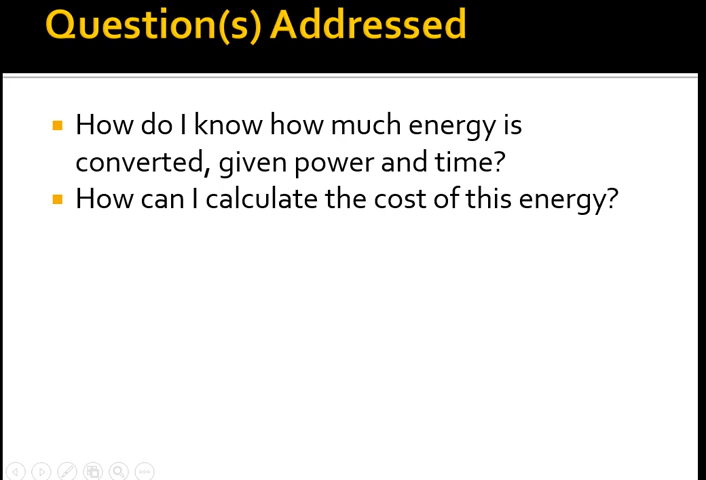 Question(s) Addressed
How do I know how much energy is
converted, given power and time?
How can I calculate the cost of this energy?